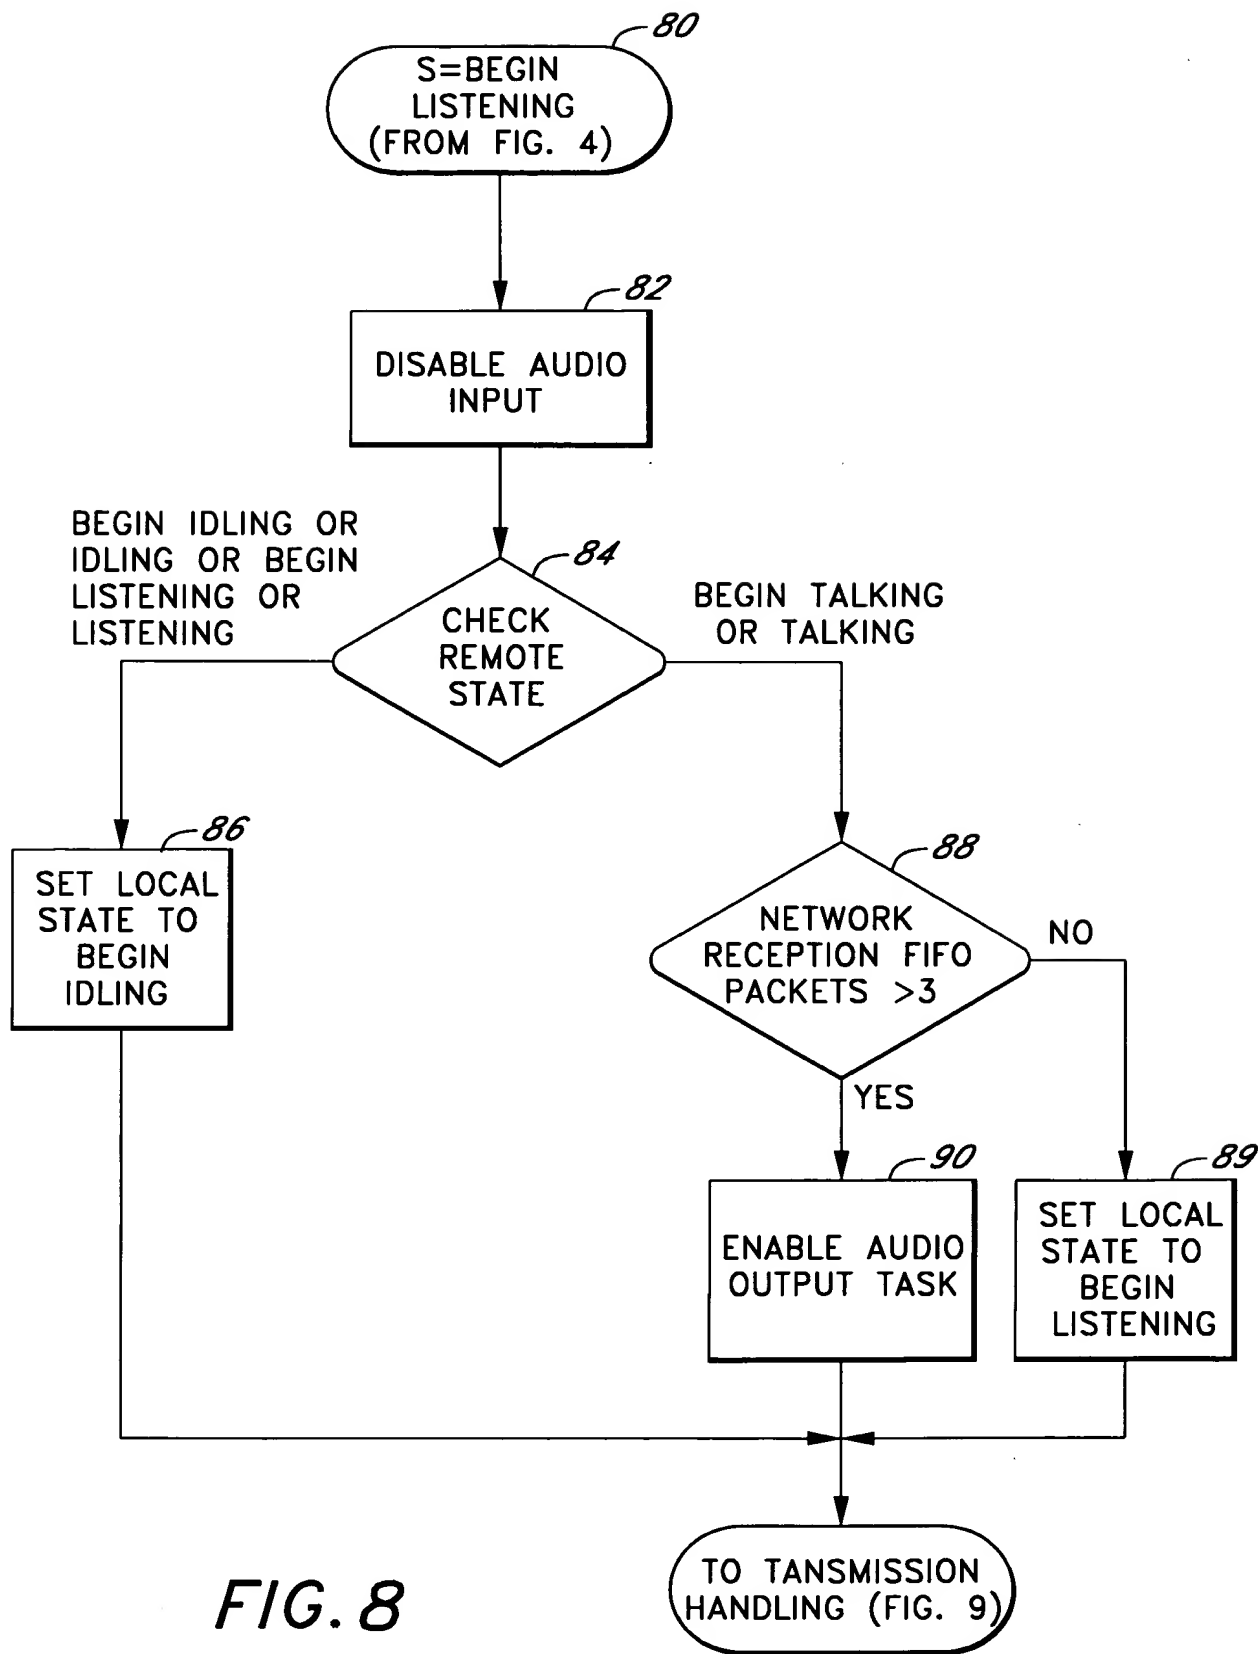 80
S=BEGIN
LISTENING
(FROM FIG. 4)
82
DISABLE AUDIO
INPUT
BEGIN IDLING OR
IDLING OR BEGIN
LISTENING OR
LISTENING
84
CHECK
REMOTE
STATE
BEGIN TALKING
OR TALKING
86
SET LOCAL
STATE TO
BEGIN
IDLING
88
NETWORK
RECEPTION FIFO
PACKETS >3
NO
YES
90
ENABLE AUDIO
OUTPUT TASK
89
SET LOCAL
STATE TO
BEGIN
LISTENING
TO TANSMISSION
HANDLING (FIG. 9)
FIG. 8